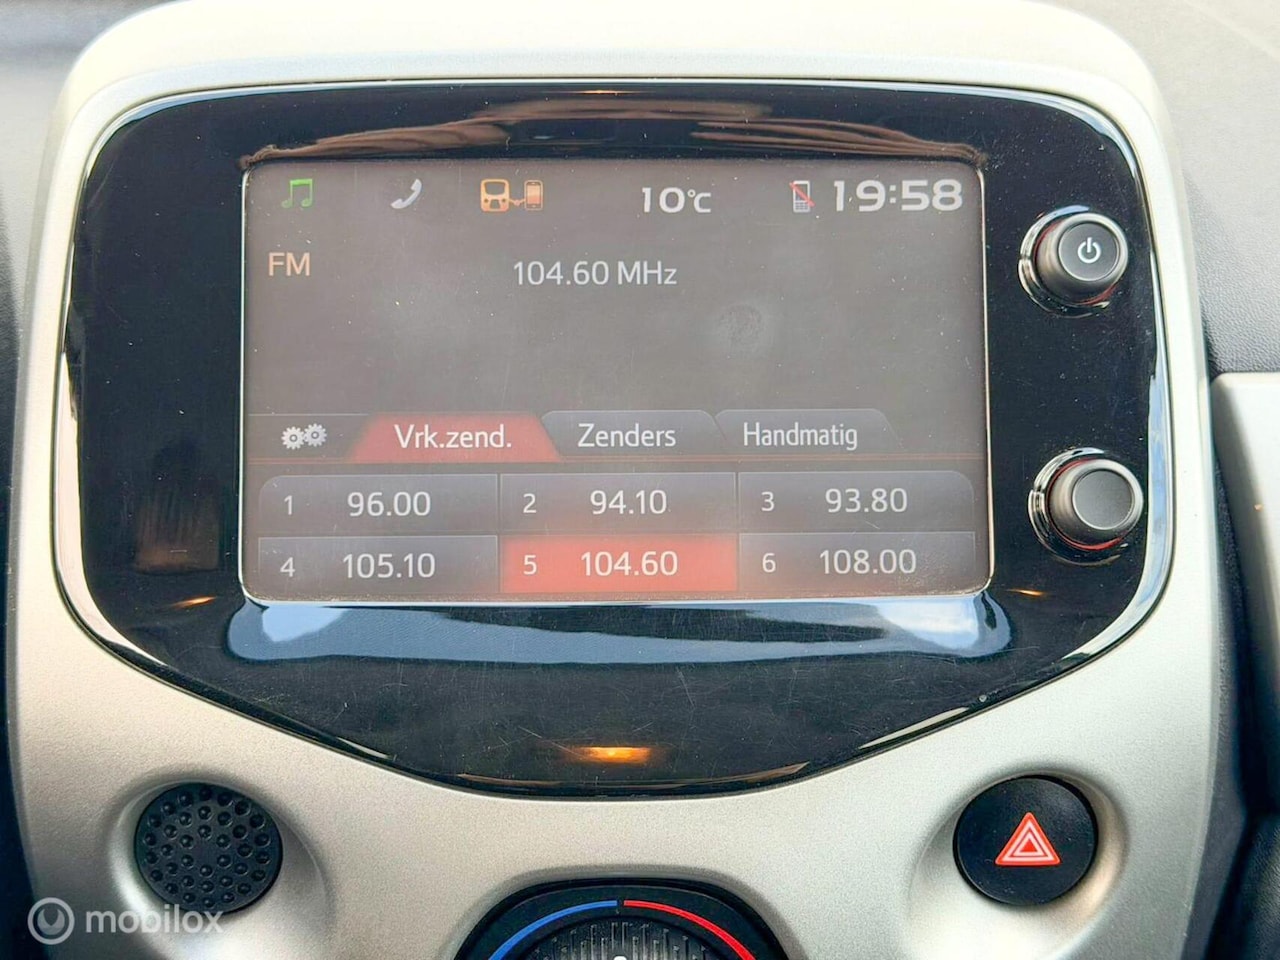 10°C 19:58
FM 104.60 MHz
Vrk.zend. Zenders Handmatig
1 96.00 2 94.10 3 93.80
4 105.10 5 104.60 6 108.00
mobilox